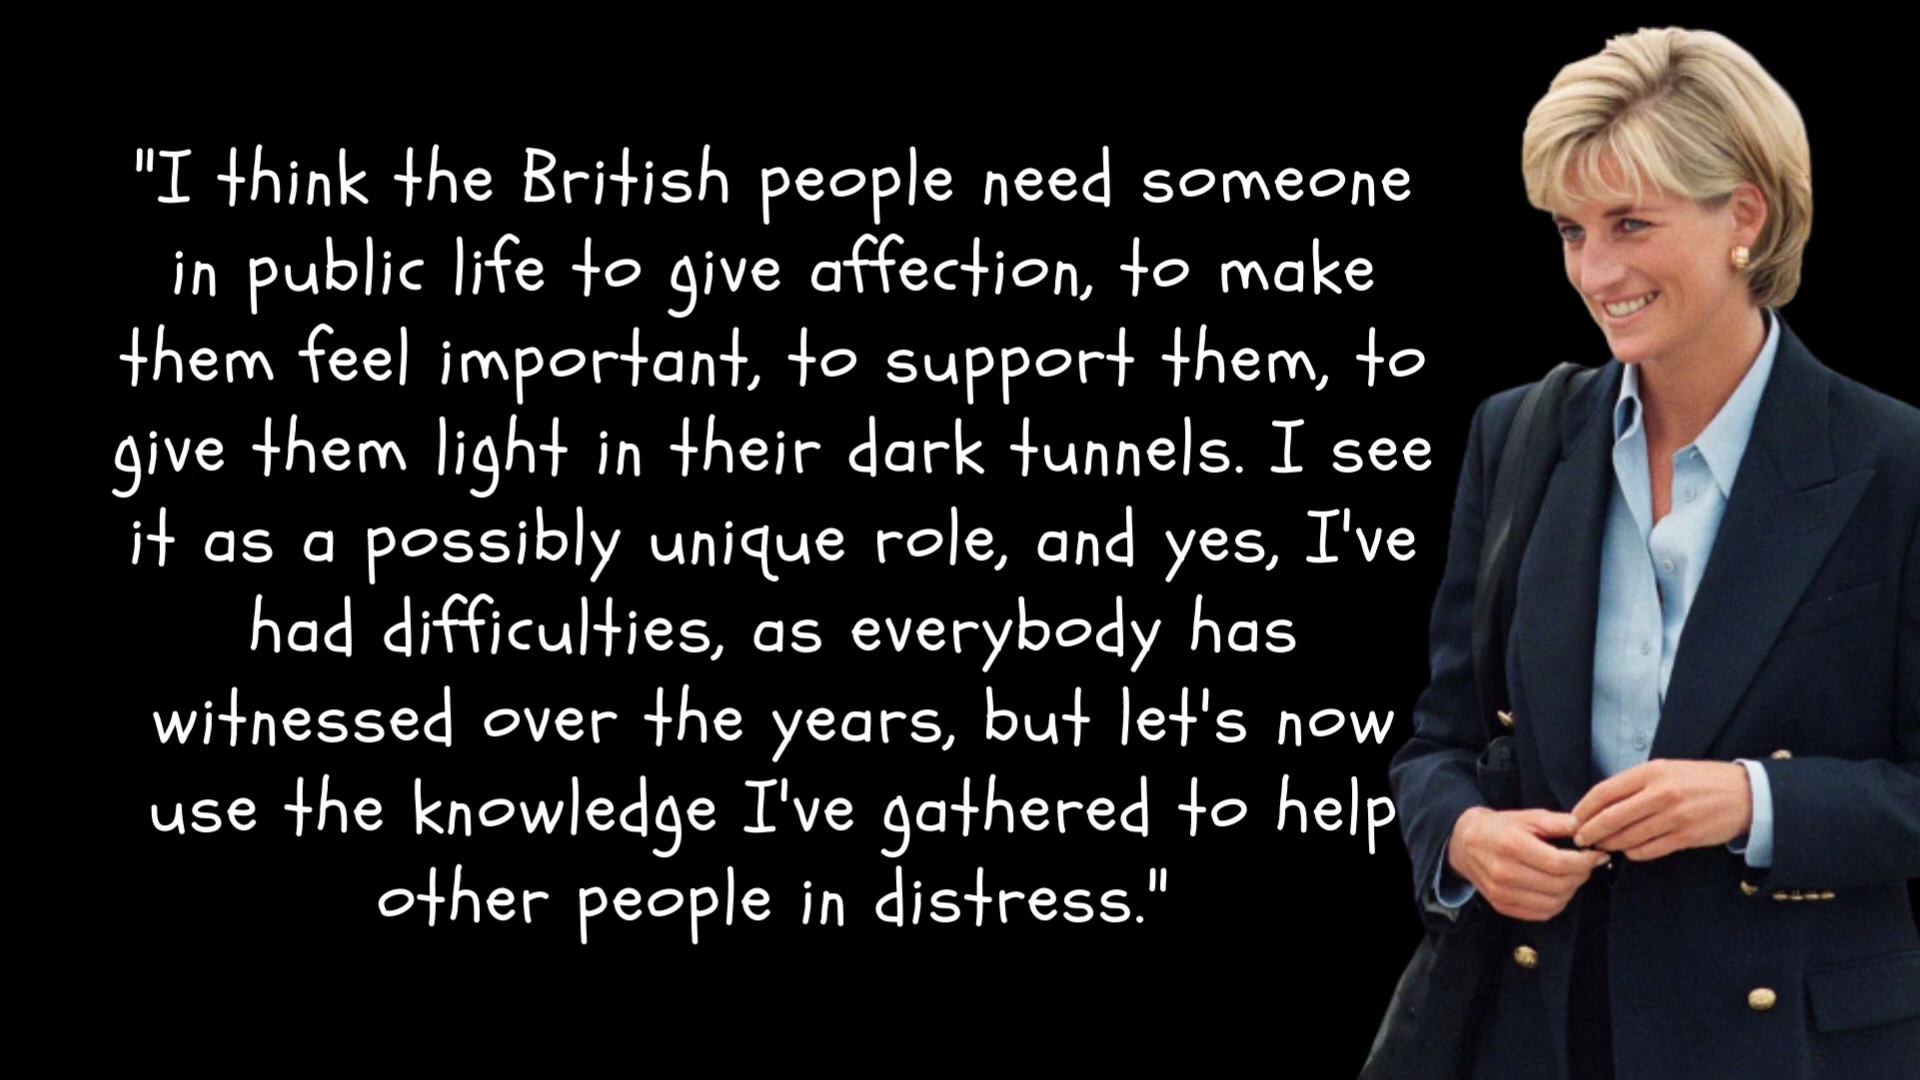 "I think the British people need someone
in public life to give affection, to make
them feel important, to support them, to
give them light in their dark tunnels. I see
it as a possibly unique role, and yes, I've
had difficulties, as everybody has
witnessed over the years, but let's now
use the knowledge I've gathered to help
other people in distress."